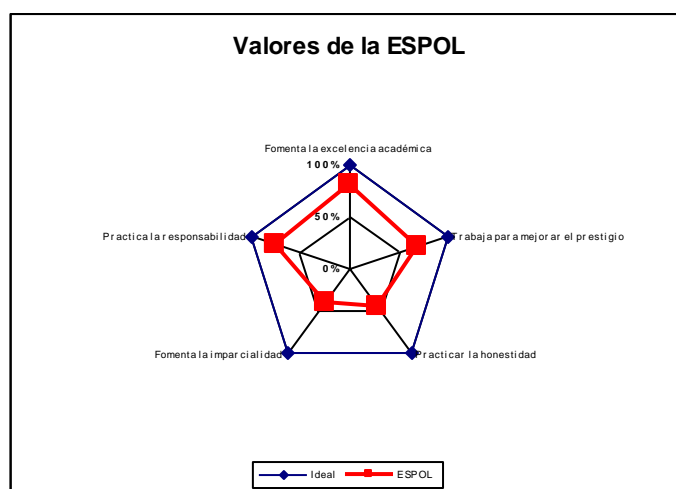 Valores de la ESPOL
Fomenta la excelencia académica
100%
Practica la responsabilidad
50%
Trabaja para mejorar el prestigio
0%
Fomenta la imparcialidad
Practicar la honestidad
Ideal
ESPOL